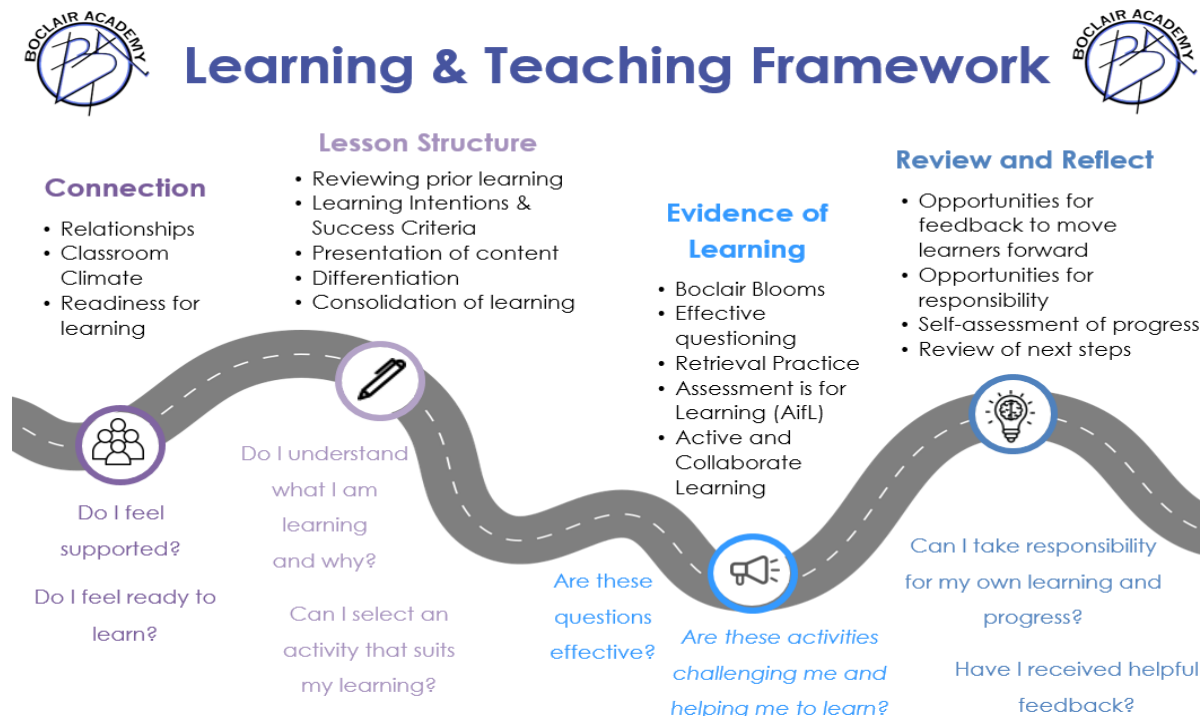 BOCLAIR ACADEMY
Learning & Teaching Framework
BOCLAIR ACADEMY
Connection
• Relationships
• Classroom
Climate
• Readiness for
learning
Lesson Structure
• Reviewing prior learning
• Learning Intentions &
Success Criteria
• Presentation of content
• Differentiation
• Consolidation of learning
Evidence of
Learning
• Boclair Blooms
• Effective
questioning
• Retrieval Practice
• Assessment is for
Learning (AifL)
• Active and
Collaborate
Learning
Review and Reflect
• Opportunities for
feedback to move
learners forward
• Opportunities for
responsibility
• Self-assessment of progress
• Review of next steps
Do I feel
supported?
Do I feel ready to
learn?
Do I understand
what I am
learning
and why?
Can I select an
activity that suits
my learning?
Are these
questions
effective?
Are these activities
challenging me and
helping me to learn?
Can I take responsibility
for my own learning and
progress?
Have I received helpful
feedback?